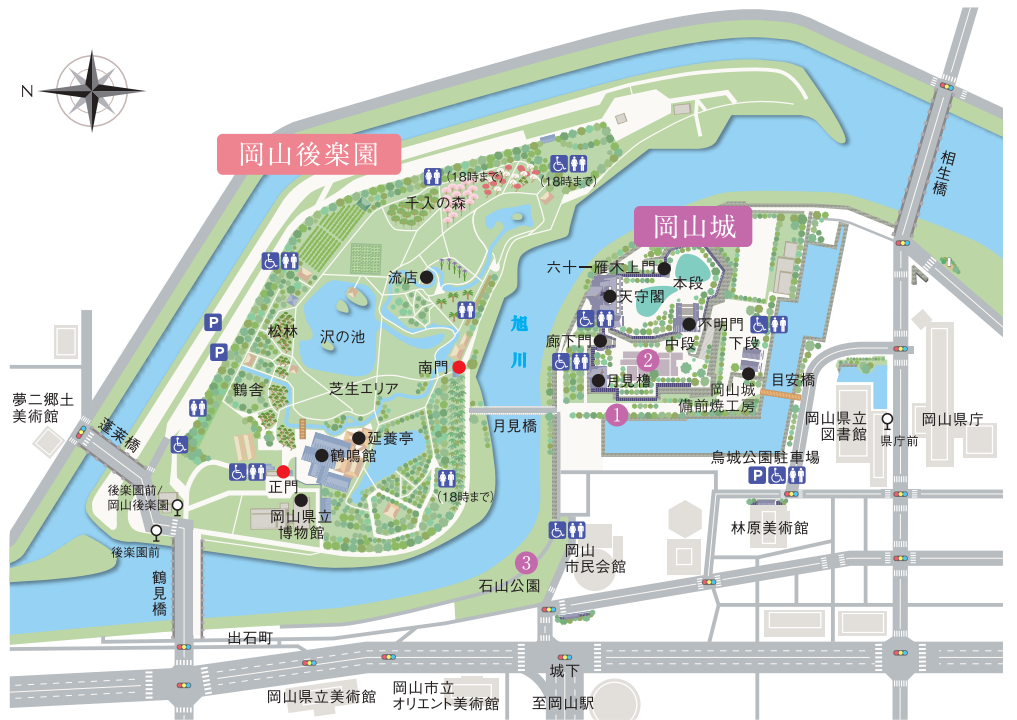 N
岡山後楽園
(18時まで)
(18時まで)
千入の森
相生橋
岡山城
六十一雁木上門
本段
流店
天守閣
旭川
松林
沢の池
不明門
廊下門
中段
下段
P
P
2
南門
鶴舎
芝生エリア
月見櫓
岡山城
備前焼工房
目安橋
夢二郷土
美術館
1
月見橋
岡山県立
図書館
県庁前
岡山県庁
蓬莱橋
延養亭
鶴鳴館
烏城公園駐車場
P
正門
後楽園前/
岡山後楽園
(18時まで)
岡山県立
博物館
林原美術館
後楽園前
岡山
市民会館
3
石山公園
鶴見橋
出石町
城下
岡山県立美術館
岡山市立
オリエント美術館
至岡山駅